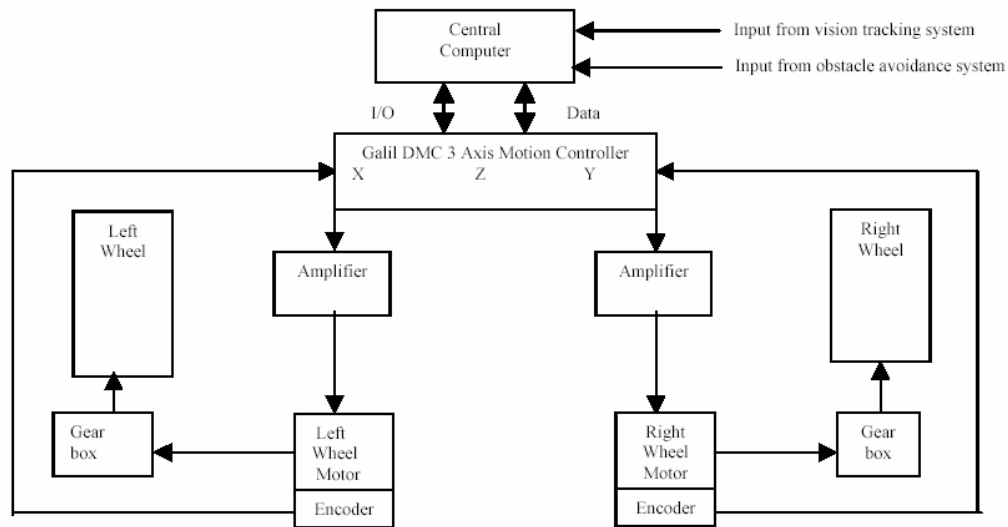 Central
Computer
Input from vision tracking system
Input from obstacle avoidance system
I/O
Data
Galil DMC 3 Axis Motion Controller
X Z Y
Left
Wheel
Amplifier
Amplifier
Right
Wheel
Gear
box
Left
Wheel
Motor
Encoder
Right
Wheel
Motor
Encoder
Gear
box